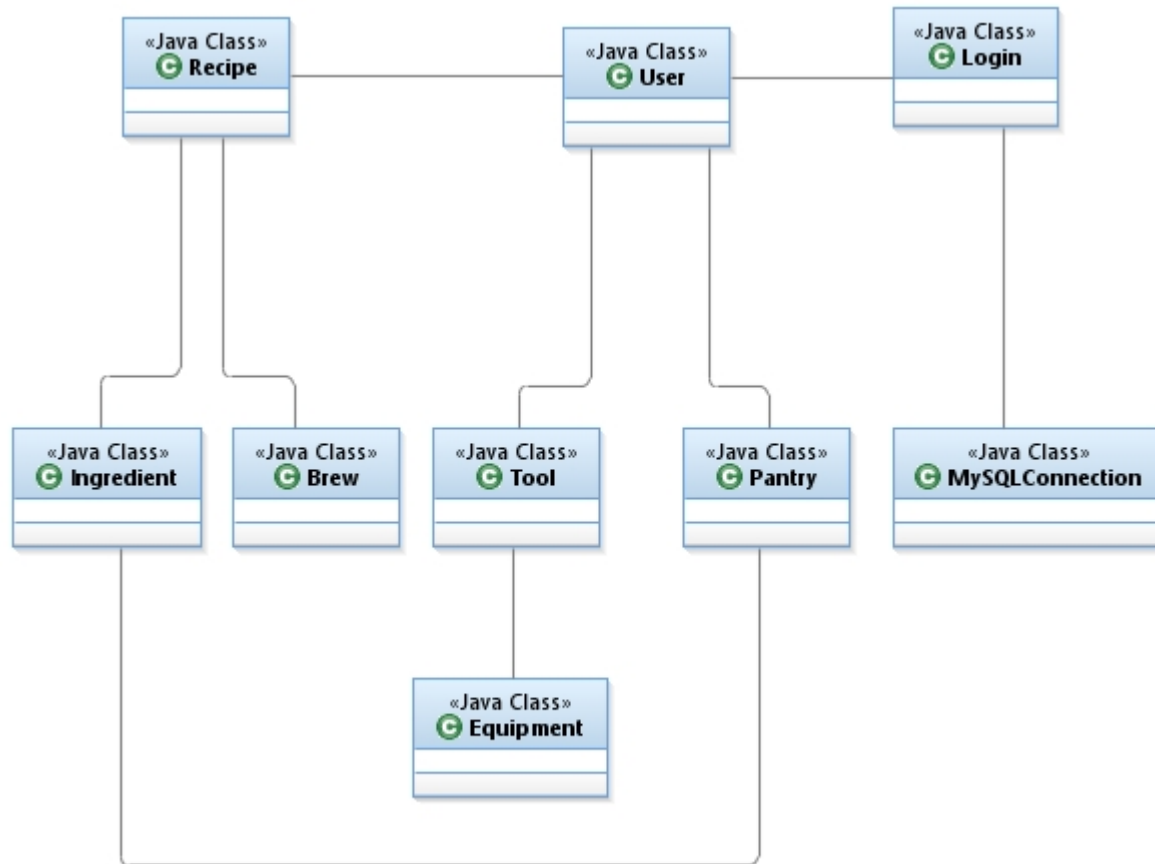 «Java Class»
C Recipe
«Java Class»
C User
«Java Class»
C Login
«Java Class»
C Ingredient
«Java Class»
C Brew
«Java Class»
C Tool
«Java Class»
C Pantry
«Java Class»
C MySQLConnection
«Java Class»
C Equipment